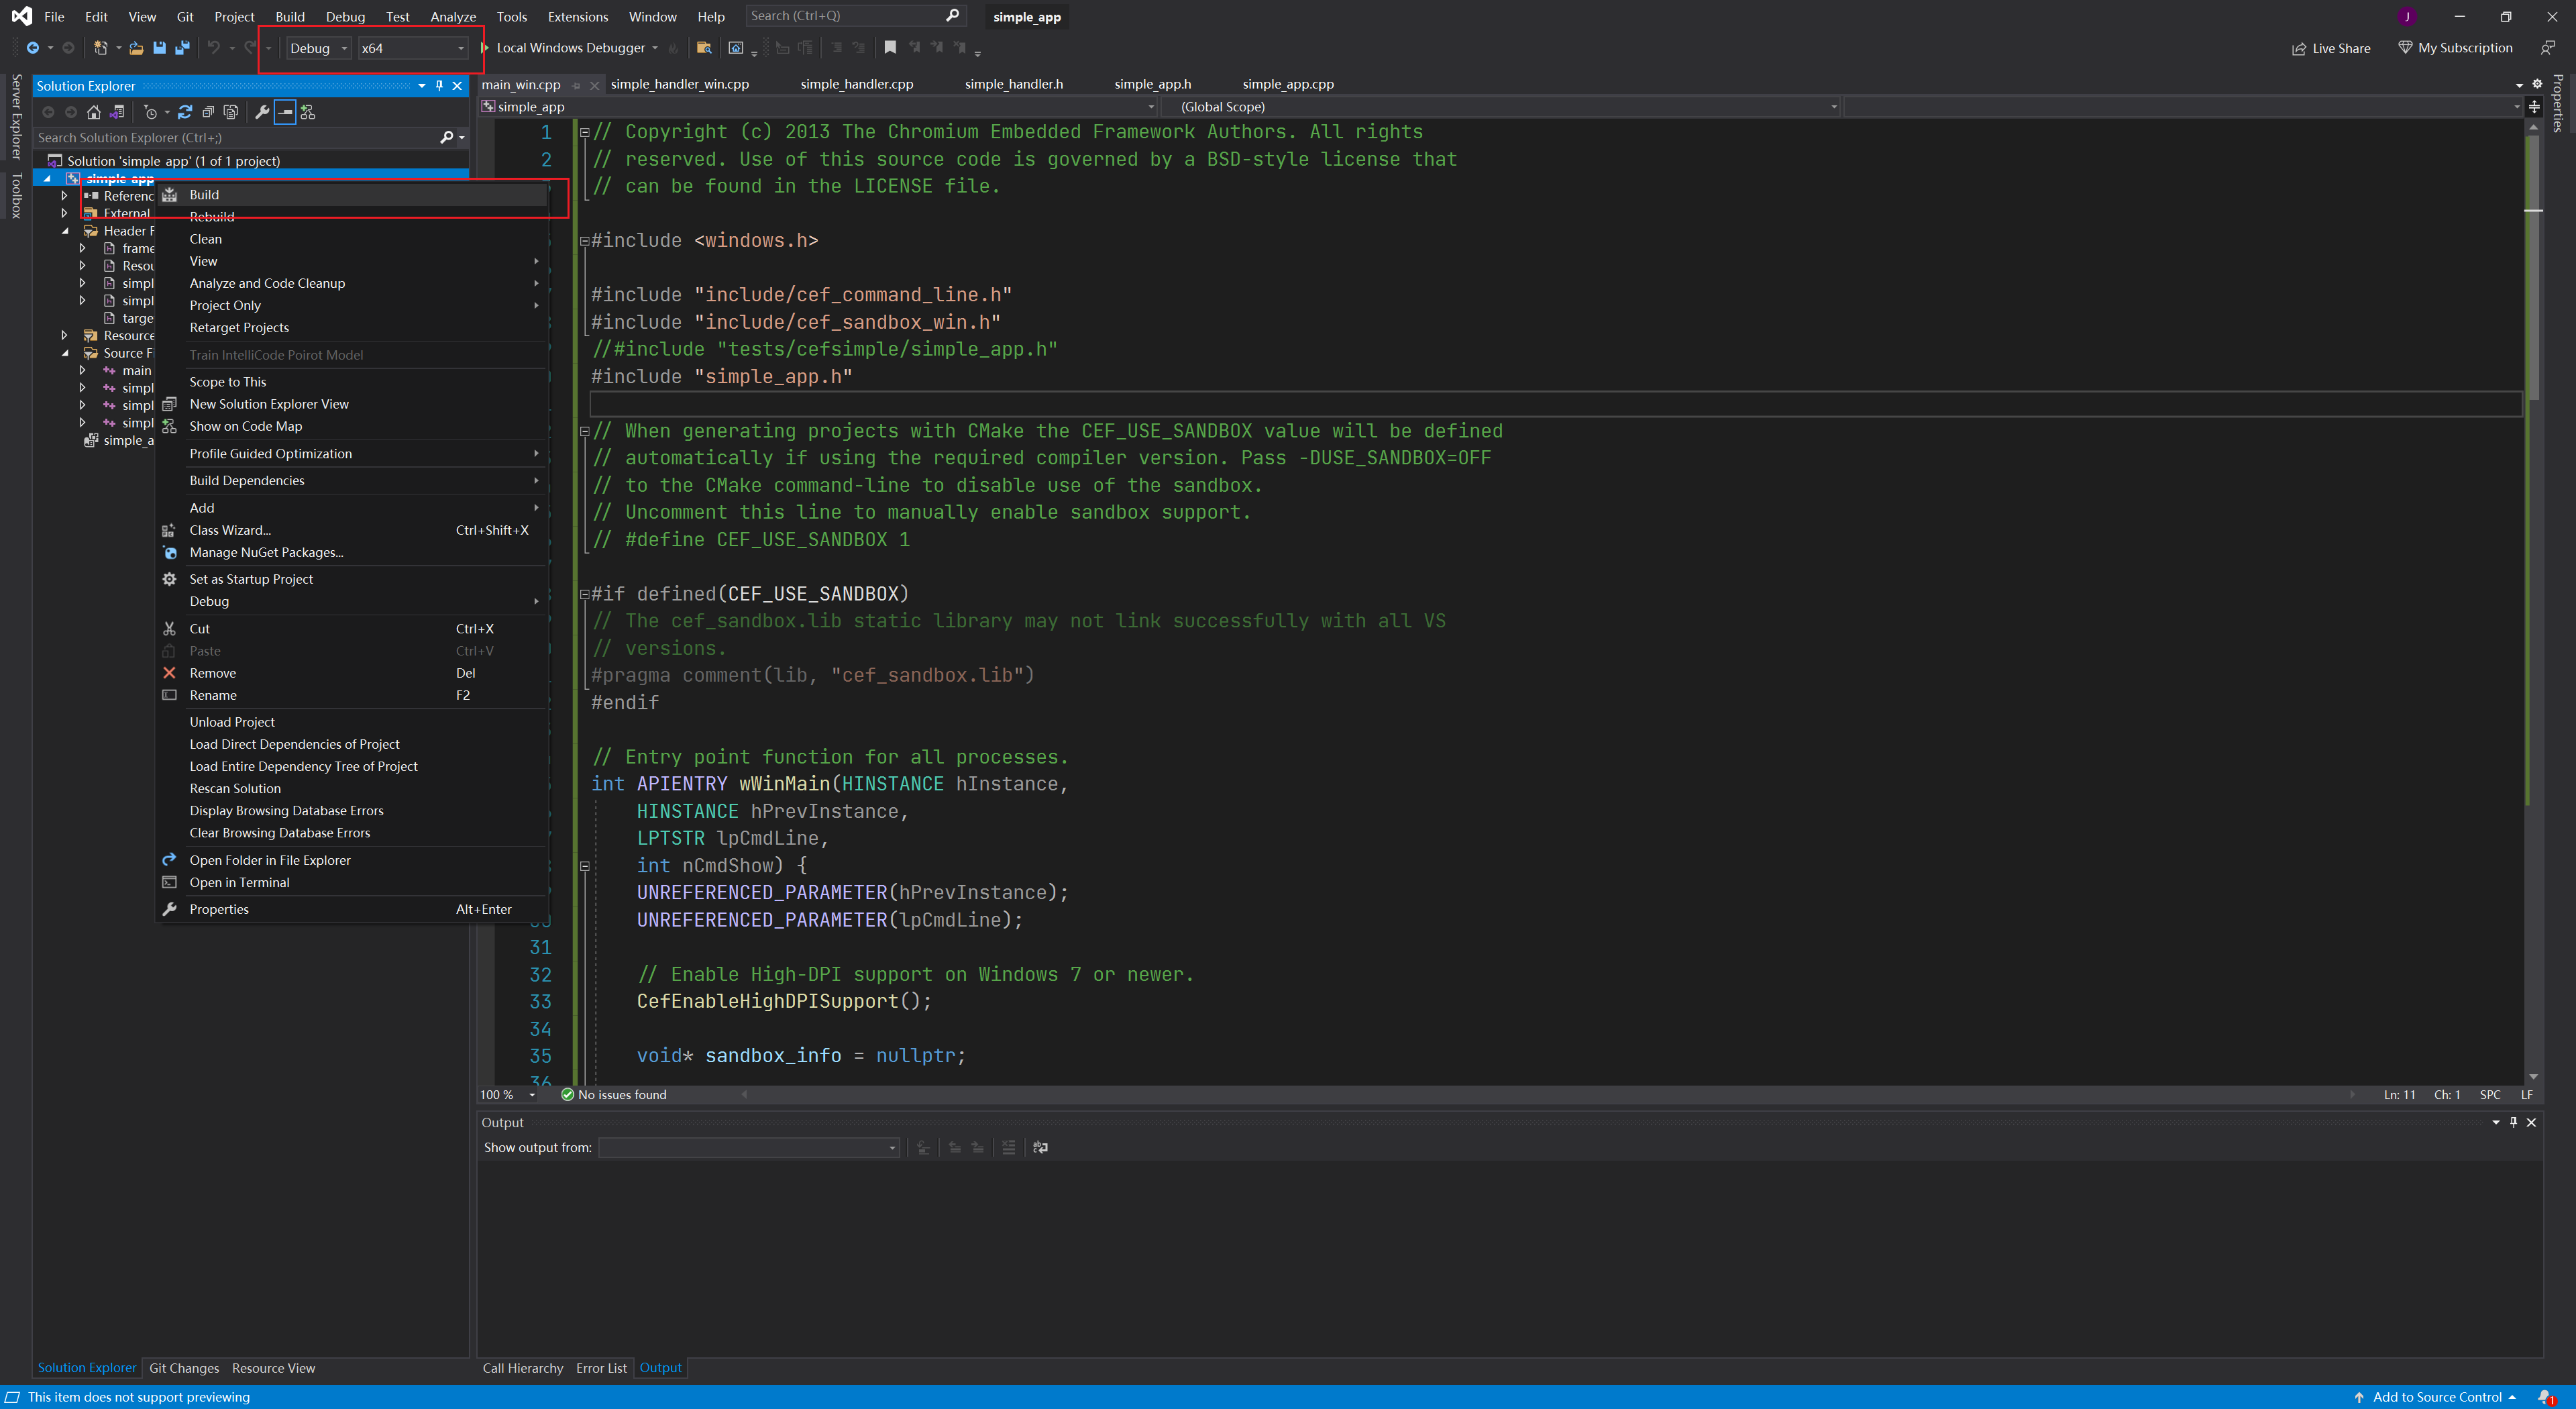 File Edit View Git Project Build Debug Test Analyze Tools Extensions Window Help Search (Ctrl+Q) simple_app J
Debug x64 Local Windows Debugger Live Share My Subscription
Server Explorer
Toolbox
Solution Explorer
Search Solution Explorer (Ctrl+;)
Solution 'simple_app' (1 of 1 project)
simple_app
Referenc
External
Header F
frame
Resou
simpl
simpl
targe
Resource
Source Fi
main
simpl
simpl
simpl
simple_a
Build
Rebuild
Clean
View
Analyze and Code Cleanup
Project Only
Retarget Projects
Train IntelliCode Poirot Model
Scope to This
New Solution Explorer View
Show on Code Map
Profile Guided Optimization
Build Dependencies
Add
Class Wizard... Ctrl+Shift+X
Manage NuGet Packages...
Set as Startup Project
Debug
Cut Ctrl+X
Paste Ctrl+V
Remove Del
Rename F2
Unload Project
Load Direct Dependencies of Project
Load Entire Dependency Tree of Project
Rescan Solution
Display Browsing Database Errors
Clear Browsing Database Errors
Open Folder in File Explorer
Open in Terminal
Properties Alt+Enter
main_win.cpp simple_handler_win.cpp simple_handler.cpp simple_handler.h simple_app.h simple_app.cpp
simple_app (Global Scope)
Properties
1 // Copyright (c) 2013 The Chromium Embedded Framework Authors. All rights
2 // reserved. Use of this source code is governed by a BSD-style license that
// can be found in the LICENSE file.
#include <windows.h>
#include "include/cef_command_line.h"
#include "include/cef_sandbox_win.h"
//#include "tests/cefsimple/simple_app.h"
#include "simple_app.h"
// When generating projects with CMake the CEF_USE_SANDBOX value will be defined
// automatically if using the required compiler version. Pass -DUSE_SANDBOX=OFF
// to the CMake command-line to disable use of the sandbox.
// Uncomment this line to manually enable sandbox support.
// #define CEF_USE_SANDBOX 1
#if defined(CEF_USE_SANDBOX)
// The cef_sandbox.lib static library may not link successfully with all VS
// versions.
#pragma comment(lib, "cef_sandbox.lib")
#endif
// Entry point function for all processes.
int APIENTRY wWinMain(HINSTANCE hInstance,
HINSTANCE hPrevInstance,
LPTSTR lpCmdLine,
int nCmdShow) {
UNREFERENCED_PARAMETER(hPrevInstance);
30 UNREFERENCED_PARAMETER(lpCmdLine);
31
32 // Enable High-DPI support on Windows 7 or newer.
33 CefEnableHighDPISupport();
34
35 void* sandbox_info = nullptr;
36
100 % No issues found Ln: 11 Ch: 1 SPC LF
Output
Show output from:
Solution Explorer Git Changes Resource View Call Hierarchy Error List Output
This item does not support previewing Add to Source Control 1